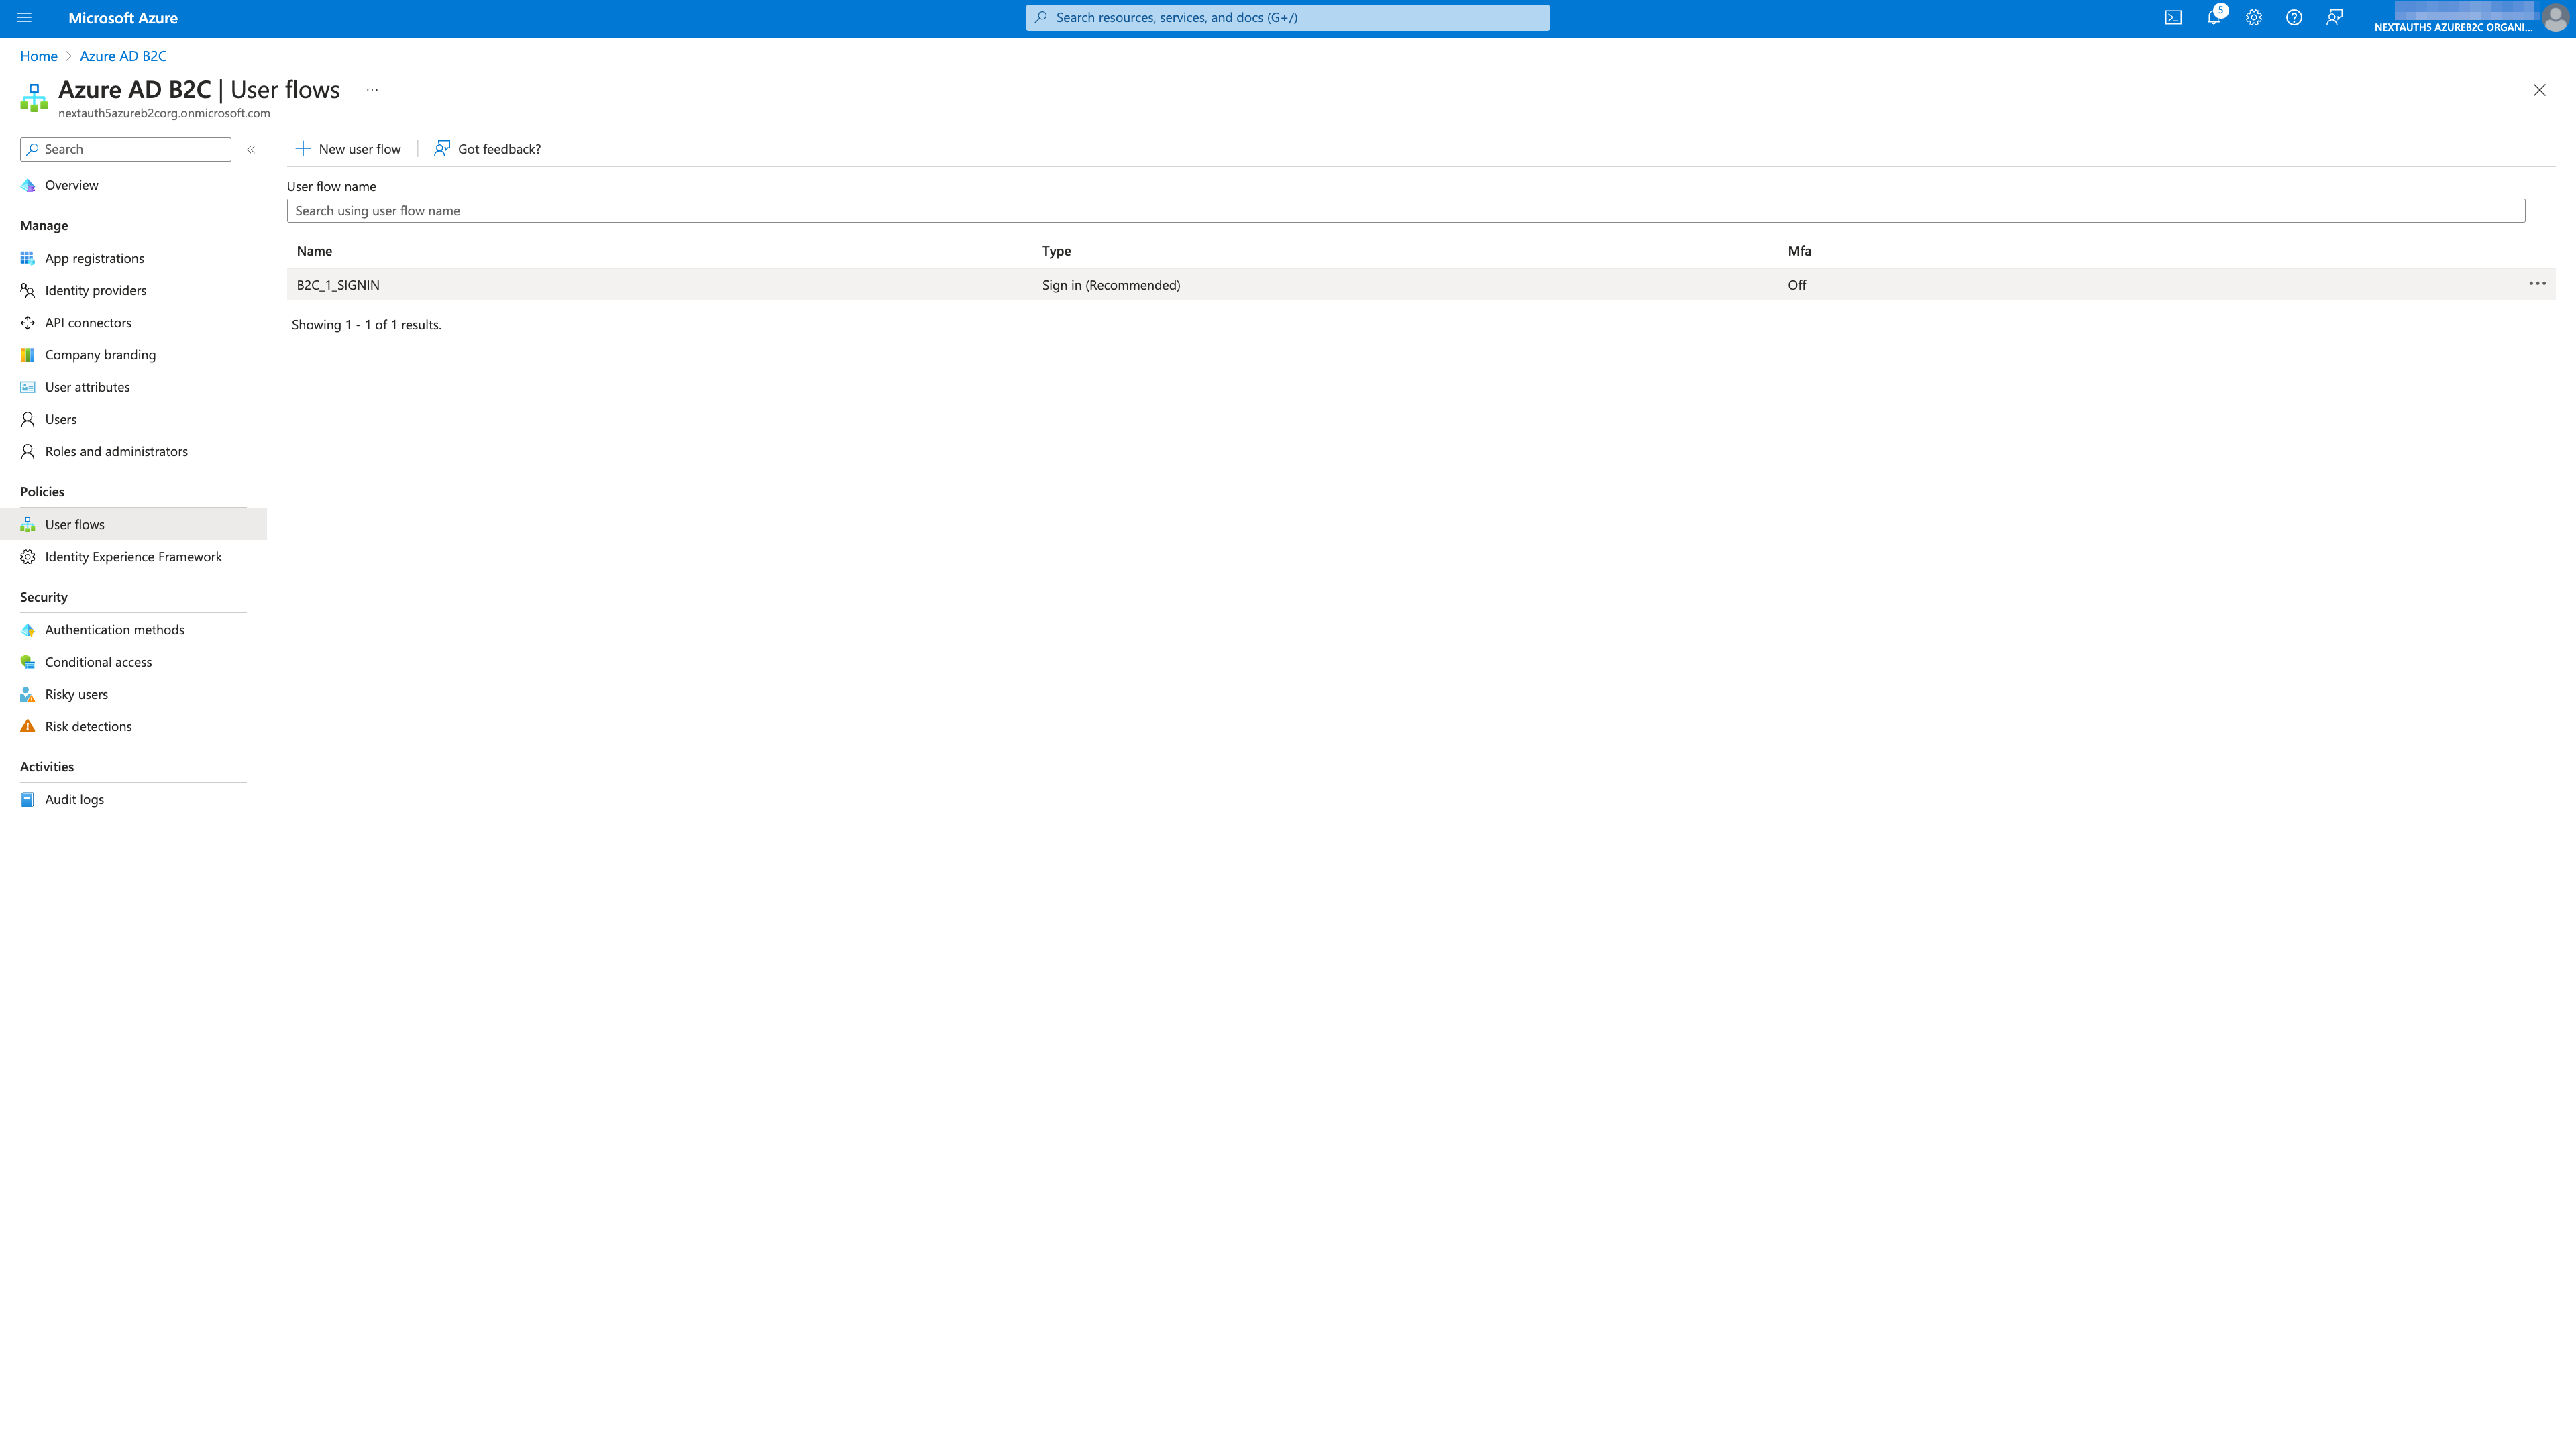 Microsoft Azure
Search resources, services, and docs (G+/)
5
NEXTAUTH5 AZUREB2C ORGANI...
Home > Azure AD B2C
Azure AD B2C | User flows ...
nextauth5azureb2corg.onmicrosoft.com
Search
«
Overview
Manage
App registrations
Identity providers
API connectors
Company branding
User attributes
Users
Roles and administrators
Policies
User flows
Identity Experience Framework
Security
Authentication methods
Conditional access
Risky users
Risk detections
Activities
Audit logs
New user flow
Got feedback?
User flow name
Search using user flow name
Name Type Mfa
B2C_1_SIGNIN Sign in (Recommended) Off ...
Showing 1 - 1 of 1 results.